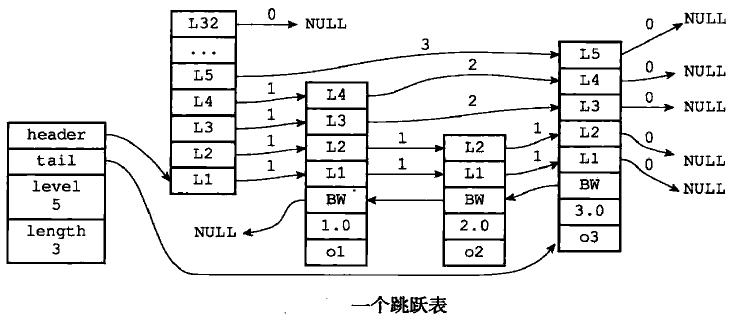 L32
0
NULL
...
L5
3
L5
0
NULL
L4
1
L4
2
L4
0
NULL
L3
1
L3
2
L3
0
NULL
header
L2
1
L2
1
L2
1
L2
0
NULL
tail
L1
1
L1
1
L1
1
L1
0
NULL
level
5
BW
BW
BW
length
3
NULL
1.0
2.0
3.0
o1
o2
o3
一个跳跃表